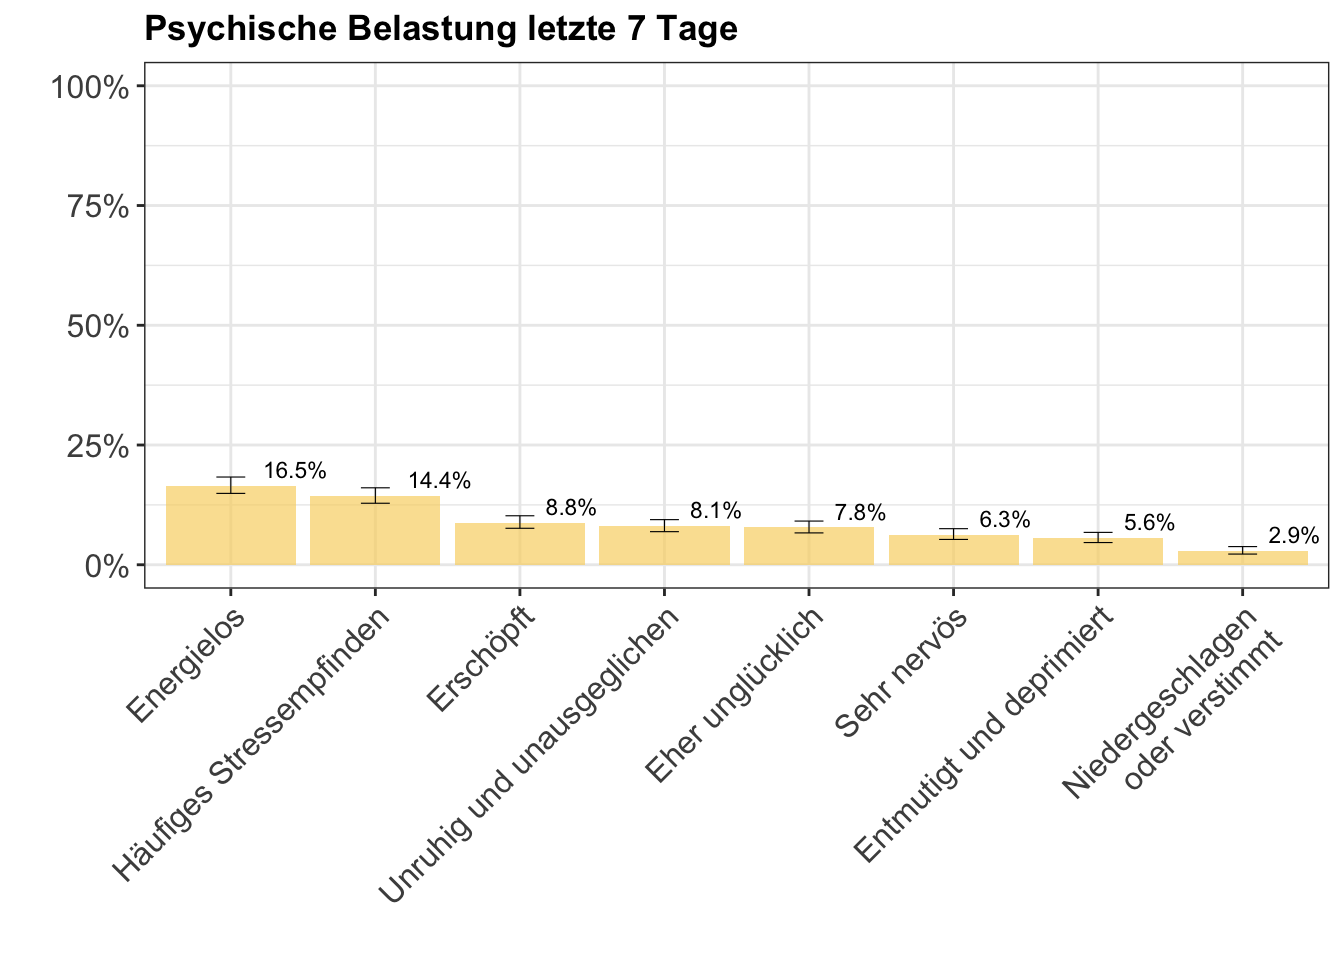 Psychische Belastung letzte 7 Tage
100%
75%
50%
25%
0%
16.5%
14.4%
8.8%
8.1%
7.8%
6.3%
5.6%
2.9%
Energielos
Häufiges Stressempfinden
Erschöpft
Unruhig und unausgeglichen
Eher unglücklich
Sehr nervös
Entmutigt und deprimiert
Niedergeschlagen
oder verstimmt